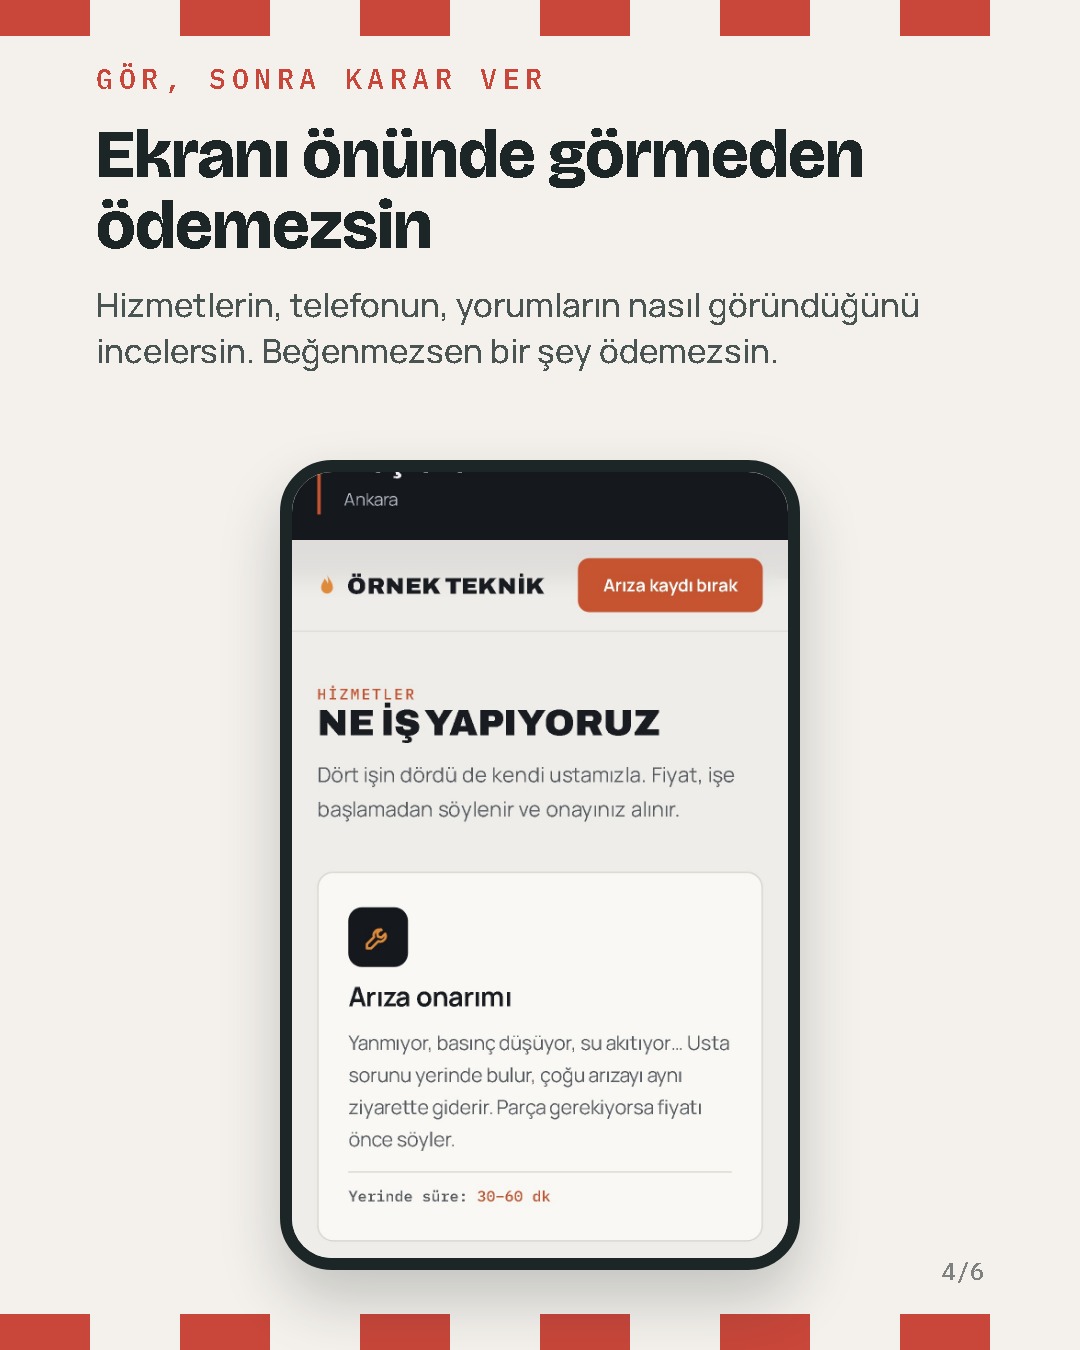 GÖR, SONRA KARAR VER
Ekranı önünde görmeden
ödemezsin
Hizmetlerin, telefonun, yorumların nasıl göründüğünü
incelersin. Beğenmezsen bir şey ödemezsin.
Ankara
ÖRNEK TEKNİK
Arıza kaydı bırak
HİZMETLER
NE İŞ YAPIYORUZ
Dört işin dördü de kendi ustamızla. Fiyat, işe
başlamadan söylenir ve onayınız alınır.
Arıza onarımı
Yanmıyor, basınç düşüyor, su akıtıyor... Usta
sorunu yerinde bulur, çoğu arızayı aynı
ziyarette giderir. Parça gerekiyorsa fiyatı
önce söyler.
Yerinde süre: 30–60 dk
4/6